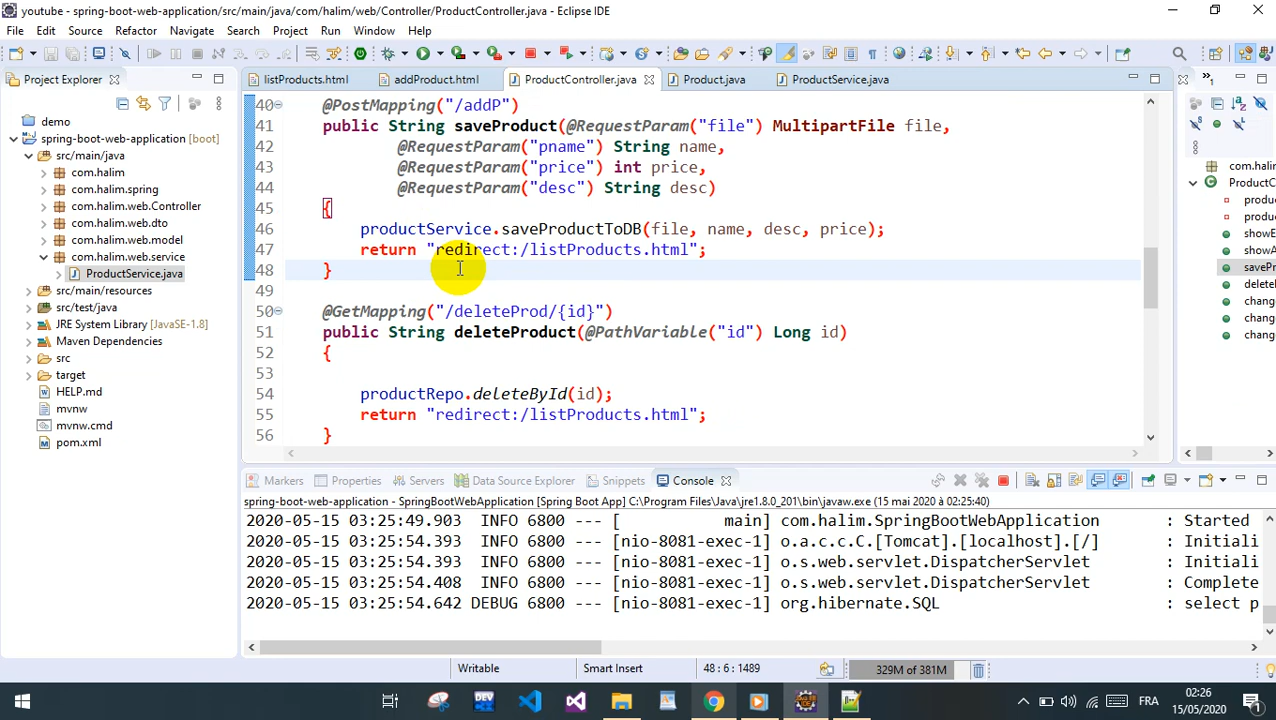 youtube - spring-boot-web-application/src/main/java/com/halim/web/Controller/ProductController.java - Eclipse IDE
File Edit Source Refactor Navigate Search Project Run Window Help
Project Explorer
listProducts.html addProduct.html ProductController.java Product.java ProductService.java
demo
spring-boot-web-application [boot]
src/main/java
com.halim
com.halim.spring
com.halim.web.Controller
com.halim.web.dto
com.halim.web.model
com.halim.web.service
ProductService.java
src/main/resources
src/test/java
JRE System Library [JavaSE-1.8]
Maven Dependencies
src
target
HELP.md
mvnw
mvnw.cmd
pom.xml
40 @PostMapping("/addP")
41 public String saveProduct(@RequestParam("file") MultipartFile file,
42 @RequestParam("pname") String name,
43 @RequestParam("price") int price,
44 @RequestParam("desc") String desc)
45 {
46 productService.saveProductToDB(file, name, desc, price);
47 return "redirect:/listProducts.html";
48 }
49
50 @GetMapping("/deleteProd/{id}")
51 public String deleteProduct(@PathVariable("id") Long id)
52 {
53
54 productRepo.deleteById(id);
55 return "redirect:/listProducts.html";
56 }
com.hali
ProductC
produc
produc
showE
showA
savePr
delete
chang
chang
chang
Markers Properties Servers Data Source Explorer Snippets Console
spring-boot-web-application - SpringBootWebApplication [Spring Boot App] C:\Program Files\Java\jre1.8.0_201\bin\javaw.exe (15 mai 2020 à 02:25:40)
2020-05-15 03:25:49.903 INFO 6800 --- [ main] com.halim.SpringBootWebApplication : Started
2020-05-15 03:25:54.393 INFO 6800 --- [nio-8081-exec-1] o.a.c.c.C.[Tomcat].[localhost].[/] : Initiali
2020-05-15 03:25:54.393 INFO 6800 --- [nio-8081-exec-1] o.s.web.servlet.DispatcherServlet : Initiali
2020-05-15 03:25:54.408 INFO 6800 --- [nio-8081-exec-1] o.s.web.servlet.DispatcherServlet : Complete
2020-05-15 03:25:54.642 DEBUG 6800 --- [nio-8081-exec-1] org.hibernate.SQL : select p
Writable Smart Insert 48 : 6 : 1489 329M of 381M
FRA 02:26
15/05/2020